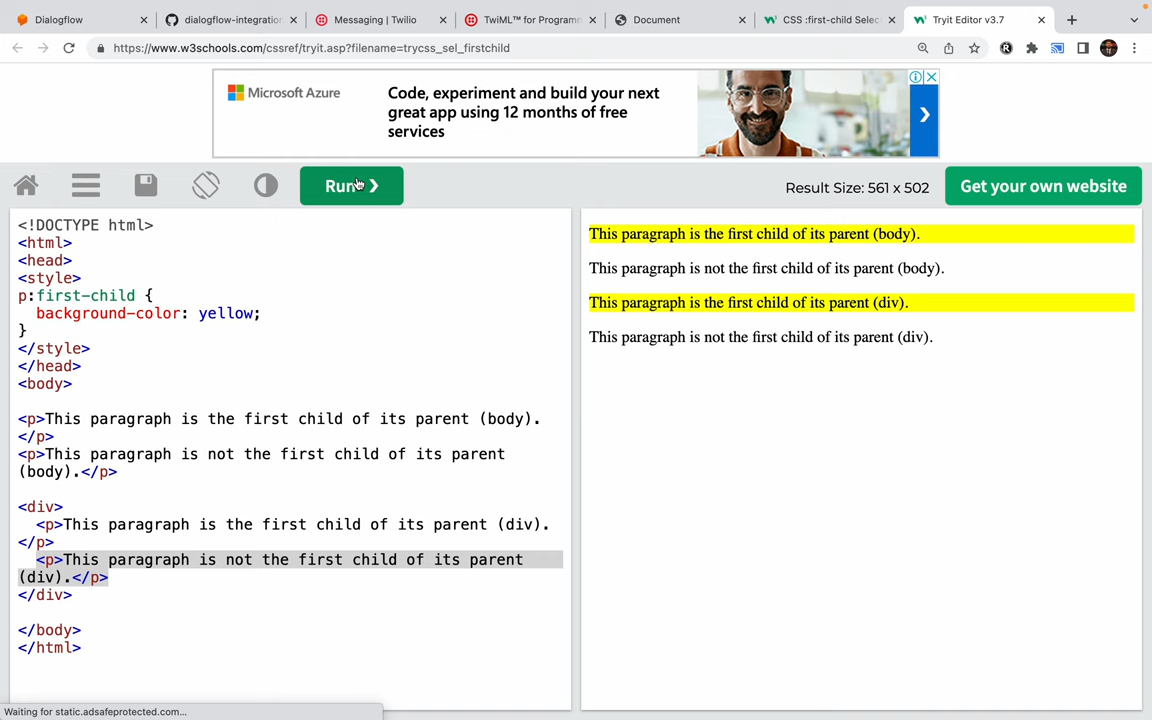 Dialogflow
dialogflow-integration
Messaging | Twilio
TwiML™ for Programm
Document
CSS :first-child Selec
Tryit Editor v3.7
https://www.w3schools.com/cssref/tryit.asp?filename=trycss_sel_firstchild
Microsoft Azure
Code, experiment and build your next
great app using 12 months of free
services
Run ❯
Result Size: 561 x 502
Get your own website
<!DOCTYPE html>
<html>
<head>
<style>
p:first-child {
  background-color: yellow;
}
</style>
</head>
<body>
<p>This paragraph is the first child of its parent (body).
</p>
<p>This paragraph is not the first child of its parent
(body).</p>
<div>
  <p>This paragraph is the first child of its parent (div).
</p>
  <p>This paragraph is not the first child of its parent
(div).</p>
</div>
</body>
</html>
This paragraph is the first child of its parent (body).
This paragraph is not the first child of its parent (body).
This paragraph is the first child of its parent (div).
This paragraph is not the first child of its parent (div).
Waiting for static.adsafeprotected.com...